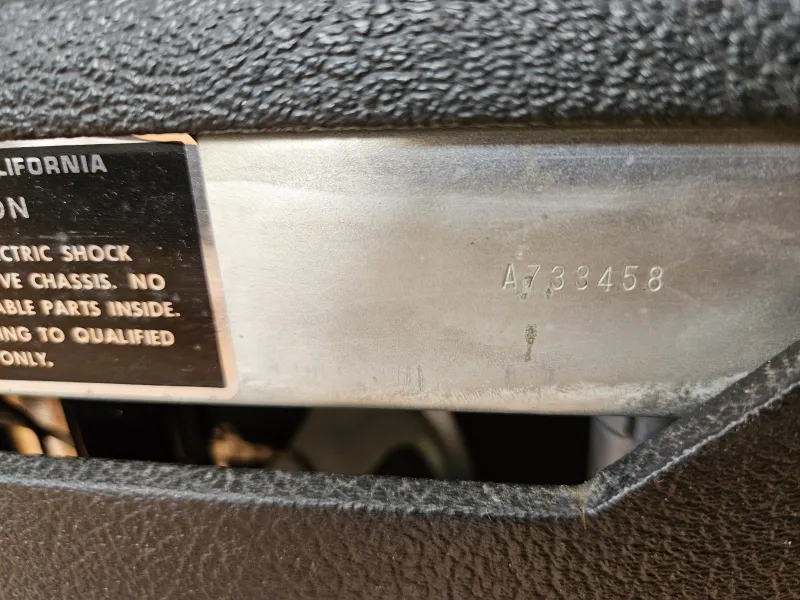 LIFORNIA
ON
CTRIC SHOCK
VE CHASSIS. NO
ABLE PARTS INSIDE.
ING TO QUALIFIED
ONLY.
A733458